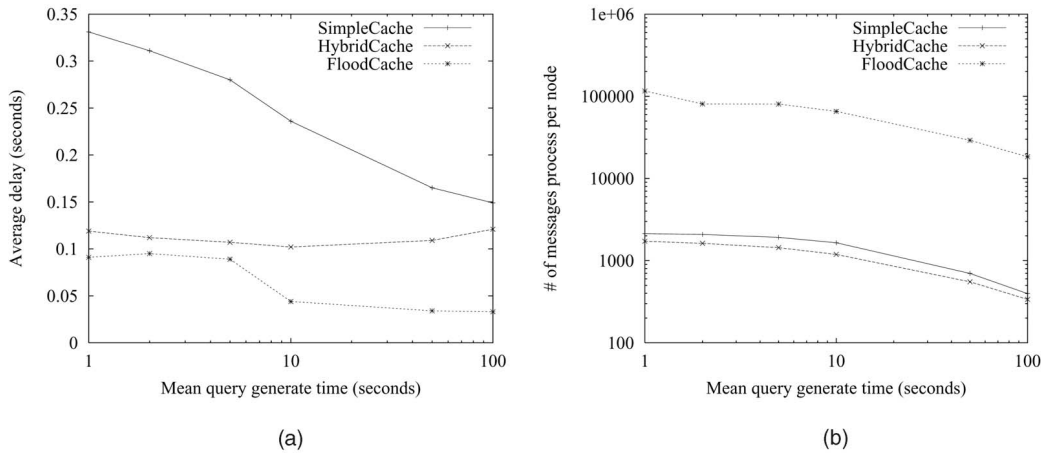 0.35
0.3
0.25
0.2
0.15
0.1
0.05
0
Average delay (seconds)
SimpleCache
HybridCache
FloodCache
1 10 100
Mean query generate time (seconds)
(a)
1e+06
100000
10000
1000
100
# of messages process per node
SimpleCache
HybridCache
FloodCache
1 10 100
Mean query generate time (seconds)
(b)